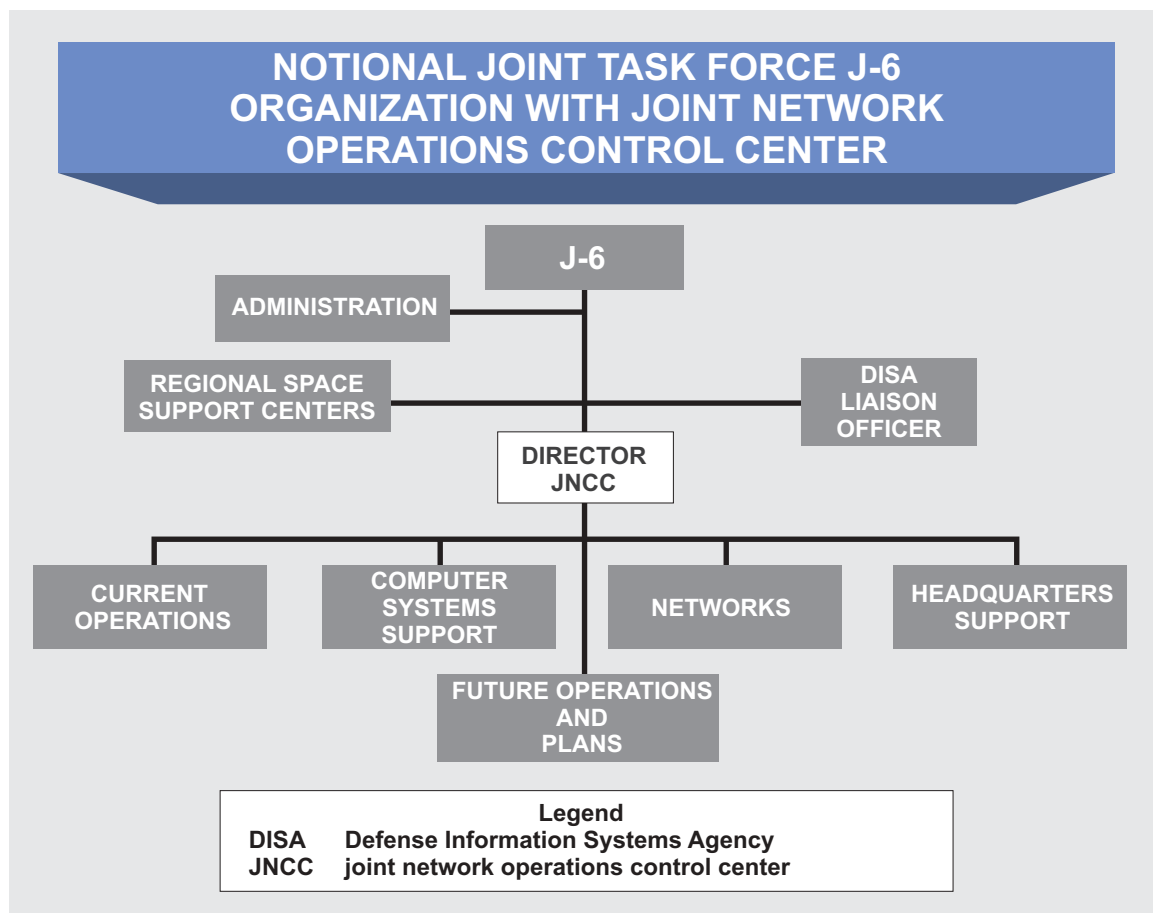 NOTIONAL JOINT TASK FORCE J-6
ORGANIZATION WITH JOINT NETWORK
OPERATIONS CONTROL CENTER
J-6
ADMINISTRATION
REGIONAL SPACE
SUPPORT CENTERS
DISA
LIAISON
OFFICER
DIRECTOR
JNCC
CURRENT
OPERATIONS
COMPUTER
SYSTEMS
SUPPORT
NETWORKS
HEADQUARTERS
SUPPORT
FUTURE OPERATIONS
AND
PLANS
Legend
DISA Defense Information Systems Agency
JNCC joint network operations control center